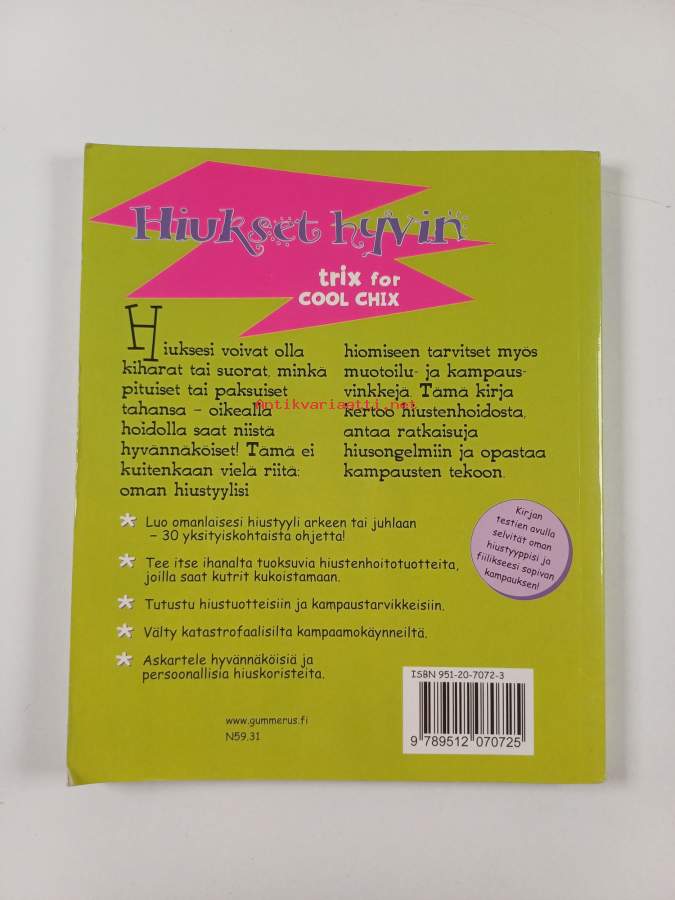 Hiukset hyvin
trix for
COOL CHIX
Hiuksesi voivat olla
kiharat tai suorat, minkä
pituiset tai paksuiset
tahansa – oikealla
hoidolla saat niistä
hyvännäköiset! Tämä ei
kuitenkaan vielä riitä:
oman hiustyylisi
hiomiseen tarvitset myös
muotoilu- ja kampaus-
vinkkejä. Tämä kirja
kertoo hiustenhoidosta,
antaa ratkaisuja
hiusongelmiin ja opastaa
kampausten tekoon.
Antikvariaatti.net
* Luo omanlaisesi hiustyyli arkeen tai juhlaan
– 30 yksityiskohtaista ohjetta!
* Tee itse ihanalta tuoksuvia hiustenhoitotuotteita,
joilla saat kutrit kukoistamaan.
* Tutustu hiustuotteisiin ja kampaustarvikkeisiin.
* Välty katastrofaalisilta kampaamokäynneiltä.
* Askartele hyvännäköisiä ja
persoonallisia hiuskoristeita.
Kirjan
testien avulla
selvität oman
hiustyyppisi ja
fiilikseesi sopivan
kampauksen!
www.gummerus.fi
N59.31
ISBN 951-20-7072-3
9 789512 070725